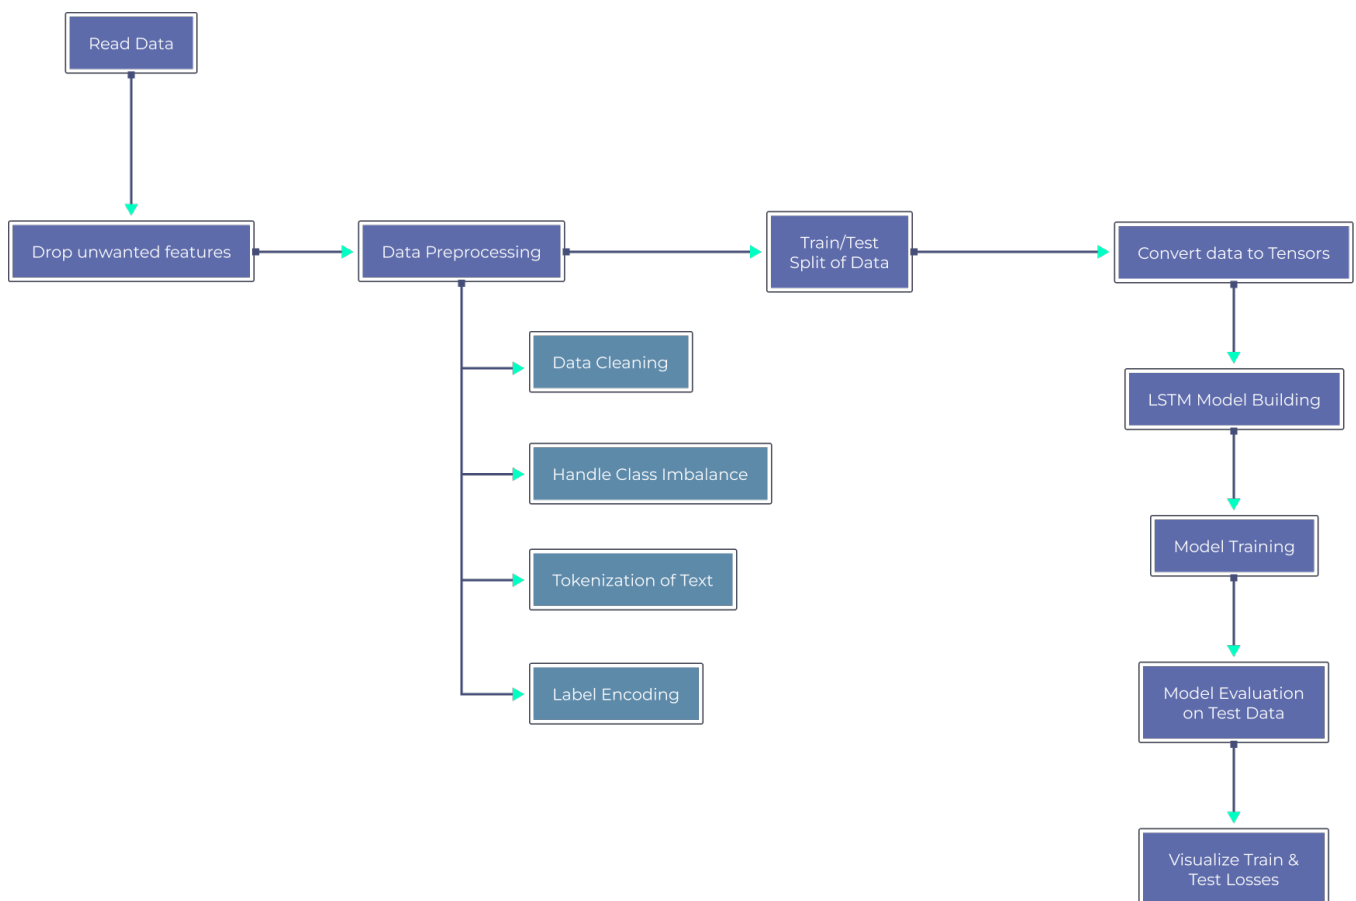 Read Data
Drop unwanted features
Data Preprocessing
Train/Test
Split of Data
Convert data to Tensors
Data Cleaning
Handle Class Imbalance
Tokenization of Text
Label Encoding
LSTM Model Building
Model Training
Model Evaluation
on Test Data
Visualize Train &
Test Losses